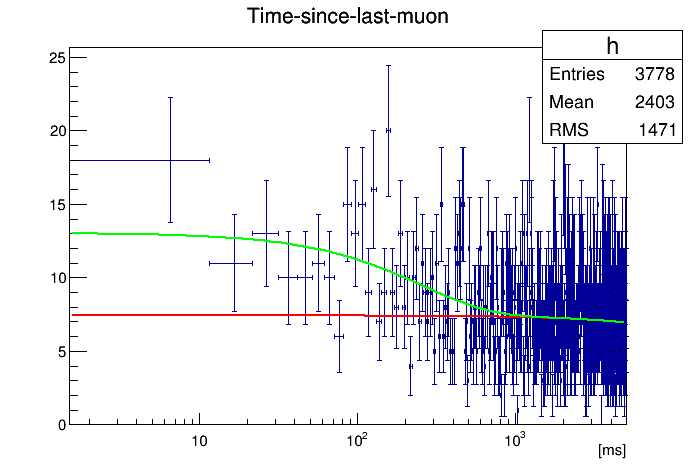 Time-since-last-muon
h
Entries 3778
Mean 2403
RMS 1471
25
20
15
10
5
0
10 10² 10³
[ms]